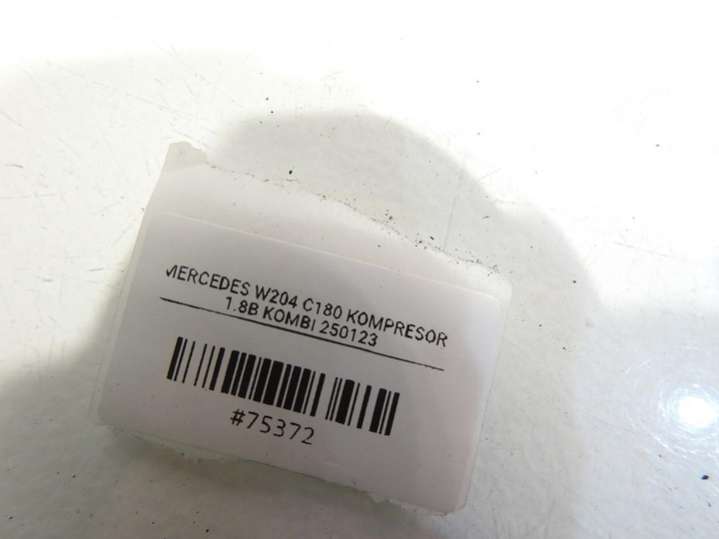 MERCEDES W204 C180 KOMPRESOR
1.8B KOMBI 250123
#75372